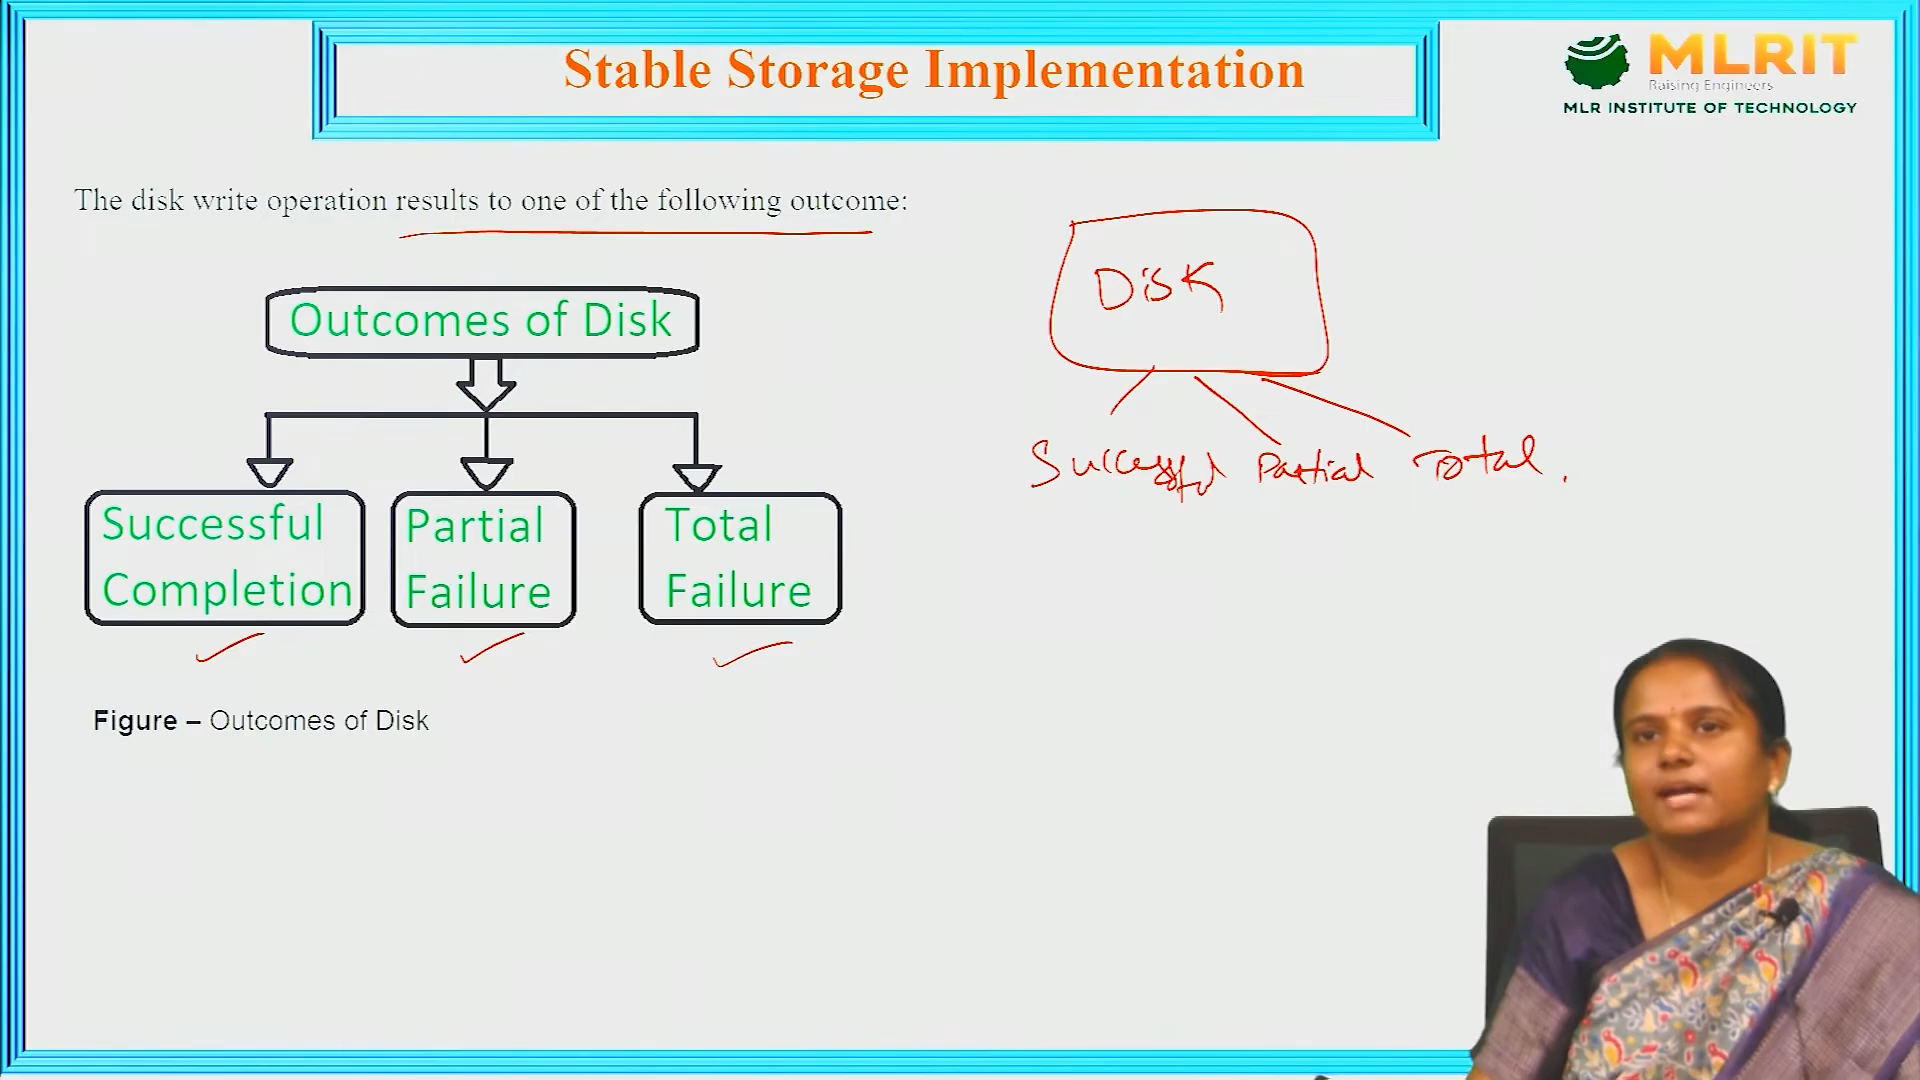 Stable Storage Implementation
MLRIT
Raising Engineers
MLR INSTITUTE OF TECHNOLOGY
The disk write operation results to one of the following outcome:
Outcomes of Disk
Successful
Completion
Partial
Failure
Total
Failure
Figure – Outcomes of Disk
Disk
Successful Partial Total.